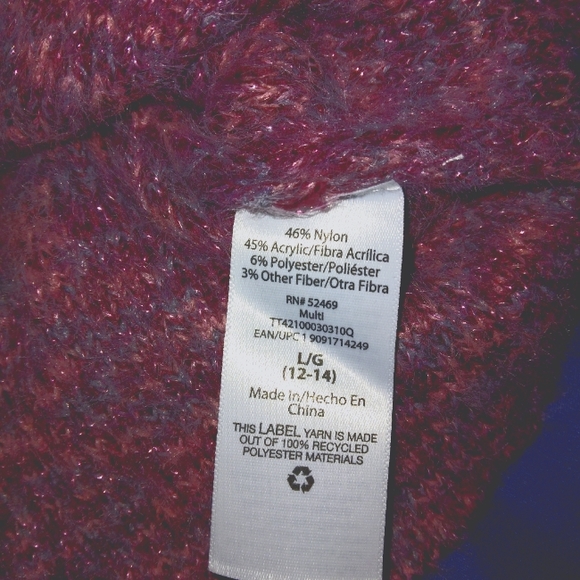 46% Nylon
45% Acrylic/Fibra Acrílica
6% Polyester/Poliéster
3% Other Fiber/Otra Fibra
RN# 52469
Multi
TT42100030310Q
EAN/UPC 1 9091714249
L/G
(12-14)
Made In/Hecho En
China
THIS LABEL YARN IS MADE
OUT OF 100% RECYCLED
POLYESTER MATERIALS